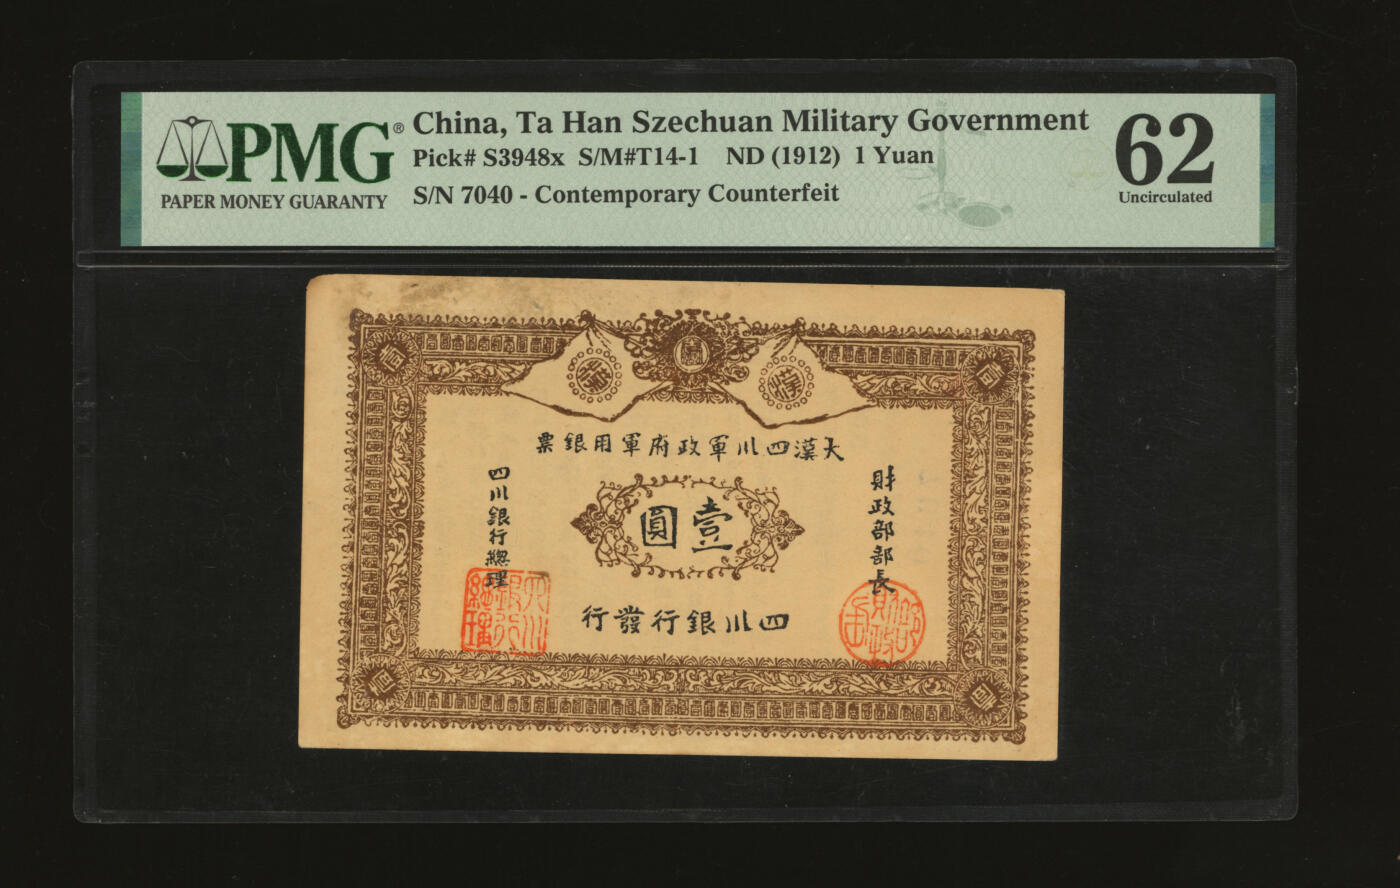 PMG®
PAPER MONEY GUARANTY
China, Ta Han Szechuan Military Government
Pick# S3948x S/M#T14-1 ND (1912) 1 Yuan
S/N 7040 - Contemporary Counterfeit
62
Uncirculated
大漢四川軍政府軍用銀票
財政部部長
壹圓
四川銀行總理
四川銀行發行